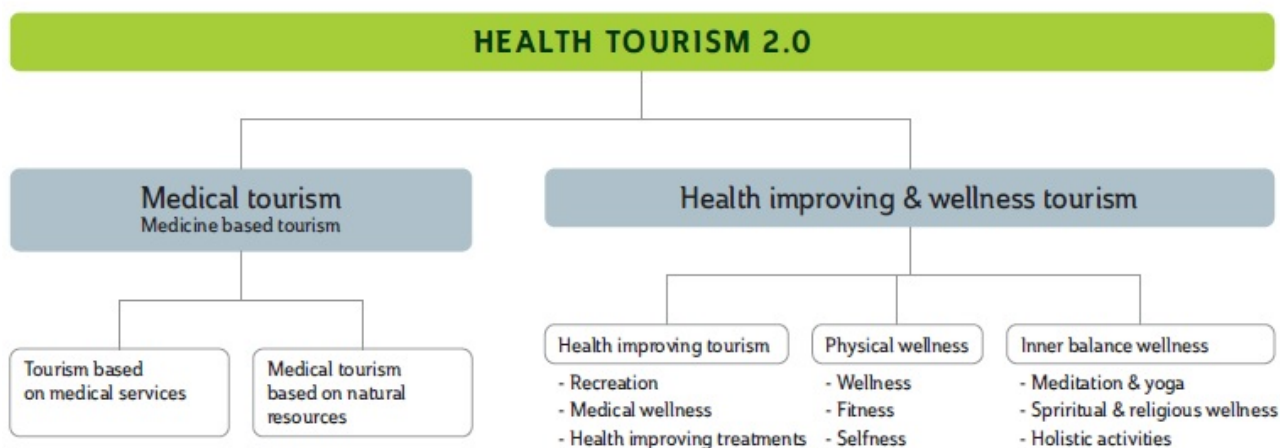 HEALTH TOURISM 2.0
Medical tourism
Medicine based tourism
Health improving & wellness tourism
Tourism based
on medical services
Medical tourism
based on natural
resources
Health improving tourism
- Recreation
- Medical wellness
- Health improving treatments
Physical wellness
- Wellness
- Fitness
- Selfness
Inner balance wellness
- Meditation & yoga
- Spriritual & religious wellness
- Holistic activities